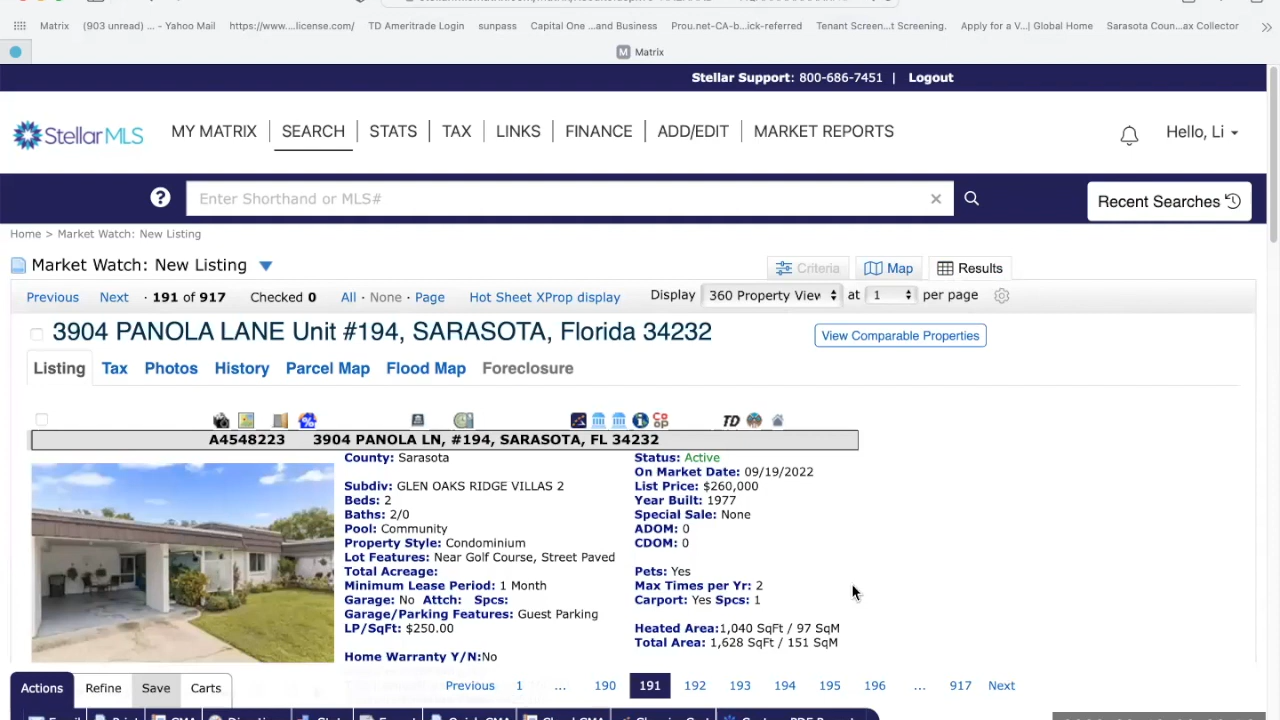 Matrix (903 unread) ... - Yahoo Mail https://www....license.com/ TD Ameritrade Login sunpass Capital One ...and Business Prou.net-CA-b...ick-referred Tenant Screen...t Screening. Apply for a V...| Global Home Sarasota Coun...ax Collector
Matrix
Stellar Support: 800-686-7451 | Logout
StellarMLS MY MATRIX SEARCH STATS TAX LINKS FINANCE ADD/EDIT MARKET REPORTS Hello, Li
? Enter Shorthand or MLS# Recent Searches
Home > Market Watch: New Listing
Market Watch: New Listing Criteria Map Results
Previous Next · 191 of 917 Checked 0 All · None · Page Hot Sheet XProp display Display 360 Property View at 1 per page
3904 PANOLA LANE Unit #194, SARASOTA, Florida 34232 View Comparable Properties
Listing Tax Photos History Parcel Map Flood Map Foreclosure
TD
A4548223 3904 PANOLA LN, #194, SARASOTA, FL 34232
County: Sarasota
Subdiv: GLEN OAKS RIDGE VILLAS 2
Beds: 2
Baths: 2/0
Pool: Community
Property Style: Condominium
Lot Features: Near Golf Course, Street Paved
Total Acreage:
Minimum Lease Period: 1 Month
Garage: No Attch: Spcs:
Garage/Parking Features: Guest Parking
LP/SqFt: $250.00
Home Warranty Y/N:No
Status: Active
On Market Date: 09/19/2022
List Price: $260,000
Year Built: 1977
Special Sale: None
ADOM: 0
CDOM: 0
Pets: Yes
Max Times per Yr: 2
Carport: Yes Spcs: 1
Heated Area:1,040 SqFt / 97 SqM
Total Area: 1,628 SqFt / 151 SqM
Actions Refine Save Carts Previous 1 ... 190 191 192 193 194 195 196 ... 917 Next